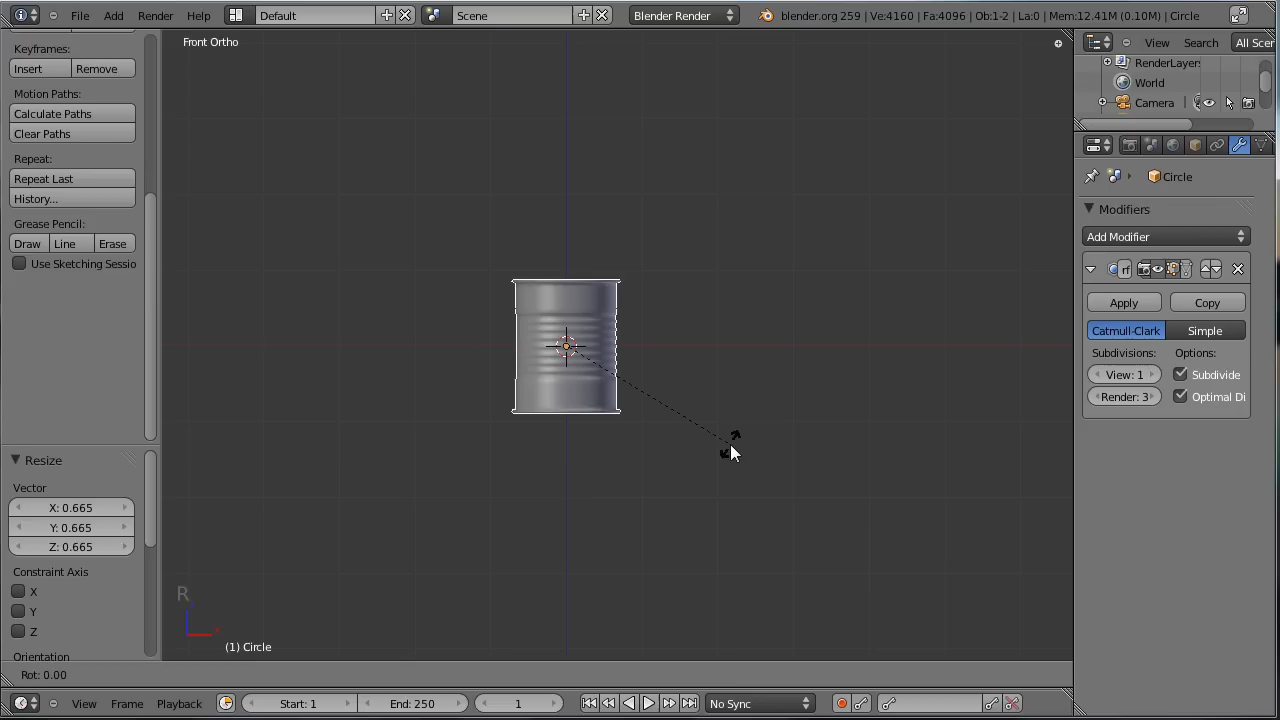 File Add Render Help Default Scene Blender Render blender.org 259 | Ve:4160 | Fa:4096 | Ob:1-2 | La:0 | Mem:12.41M (0.10M) | Circle
Front Ortho
View Search All Scen
Keyframes:
Insert Remove
Motion Paths:
Calculate Paths
Clear Paths
Repeat:
Repeat Last
History...
Grease Pencil:
Draw Line Erase
Use Sketching Sessio
RenderLayers
World
Camera
Circle
Modifiers
Add Modifier
rf
Apply Copy
Catmull-Clark Simple
Subdivisions: Options:
View: 1 Subdivide
Render: 3 Optimal Di
Resize
Vector
X: 0.665
Y: 0.665
Z: 0.665
Constraint Axis
X
Y
Z
Orientation
R
(1) Circle
Rot: 0.00
View Frame Playback Start: 1 End: 250 1 No Sync